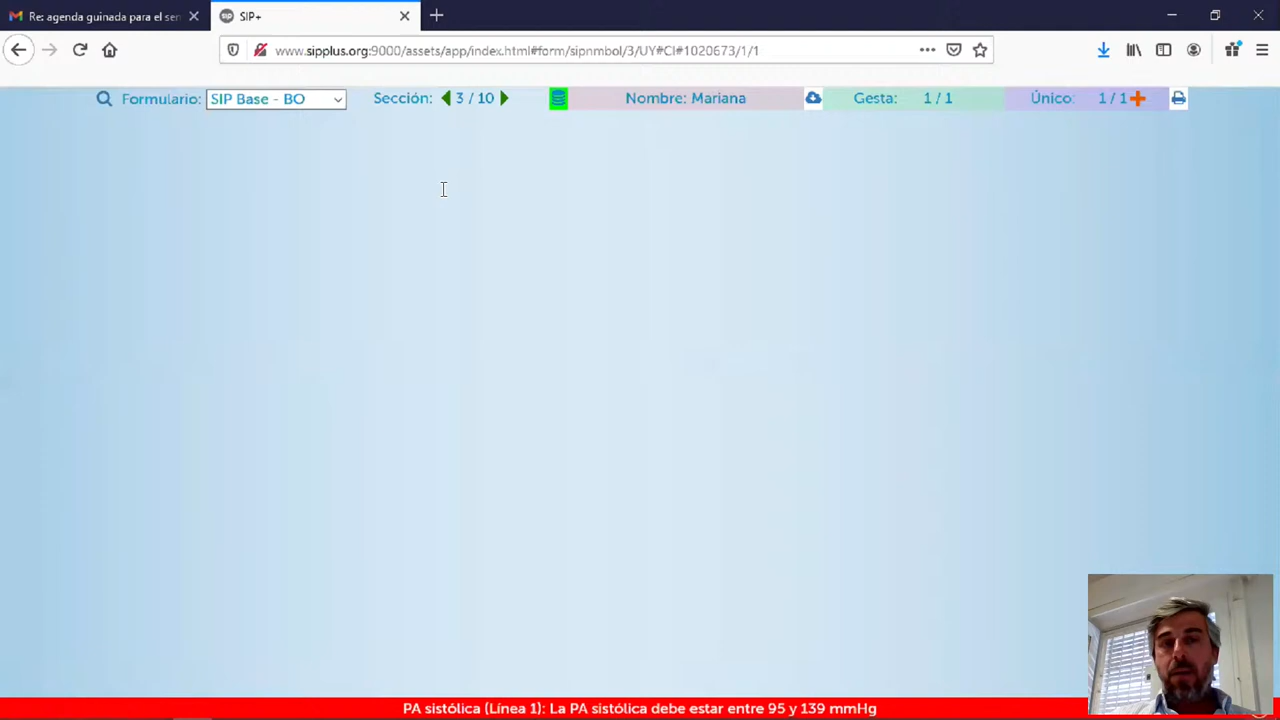 Re: agenda guinada para el sem
SIP+
www.sipplus.org:9000/assets/app/index.html#form/sipnmbol/3/UY#CI#1020673/1/1
Formulario: SIP Base - BO Sección: 3 / 10 Nombre: Mariana Gesta: 1 / 1 Único: 1 / 1
PA sistólica (Línea 1): La PA sistólica debe estar entre 95 y 139 mmHg